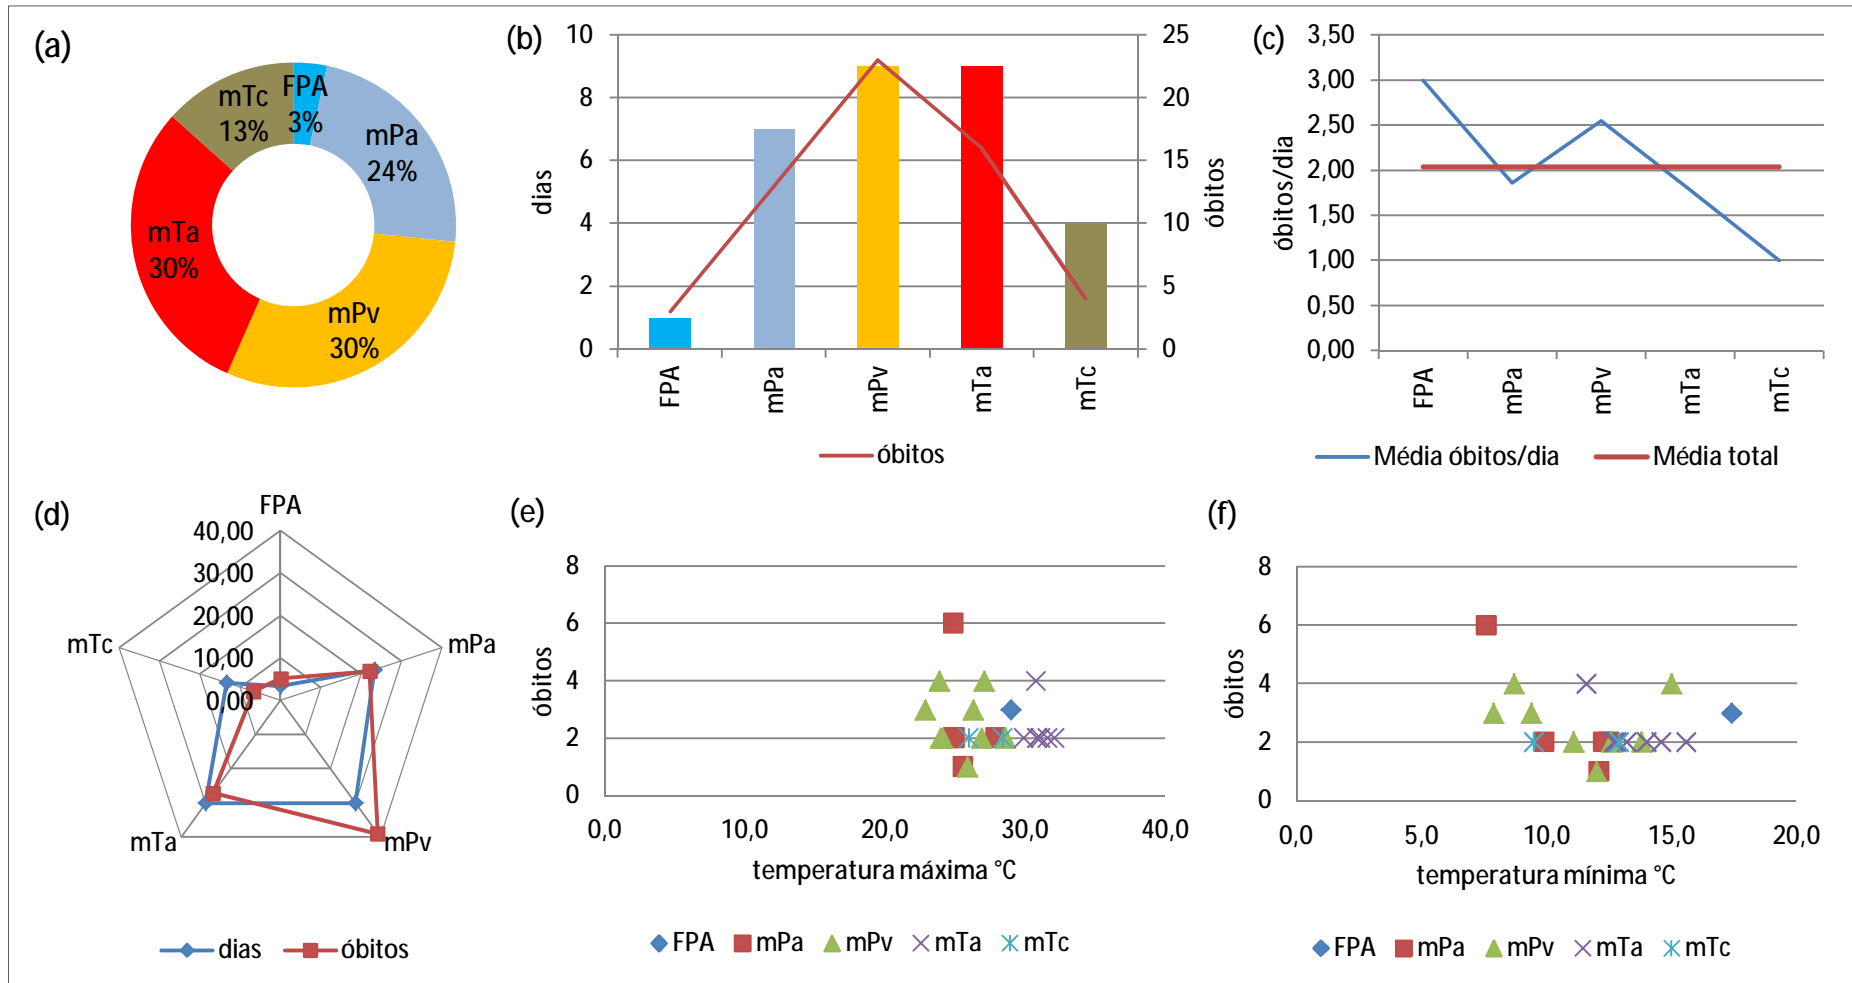 (a)
FPA
3%
mPa
24%
mPv
30%
mTa
30%
mTc
13%
(b)
dias
10
8
6
4
2
0
25
20
15
10
5
0
óbitos
FPA
mPa
mPv
mTa
mTc
óbitos
(c)
óbitos/dia
3,50
3,00
2,50
2,00
1,50
1,00
0,50
0,00
FPA
mPa
mPv
mTa
mTc
Média óbitos/dia
Média total
(d)
FPA
40,00
30,00
20,00
10,00
0,00
mPa
mPv
mTa
mTc
dias
óbitos
(e)
óbitos
8
6
4
2
0
0,0 10,0 20,0 30,0 40,0
temperatura máxima °C
FPA mPa mPv mTa mTc
(f)
óbitos
8
6
4
2
0
0,0 5,0 10,0 15,0 20,0
temperatura mínima °C
FPA mPa mPv mTa mTc